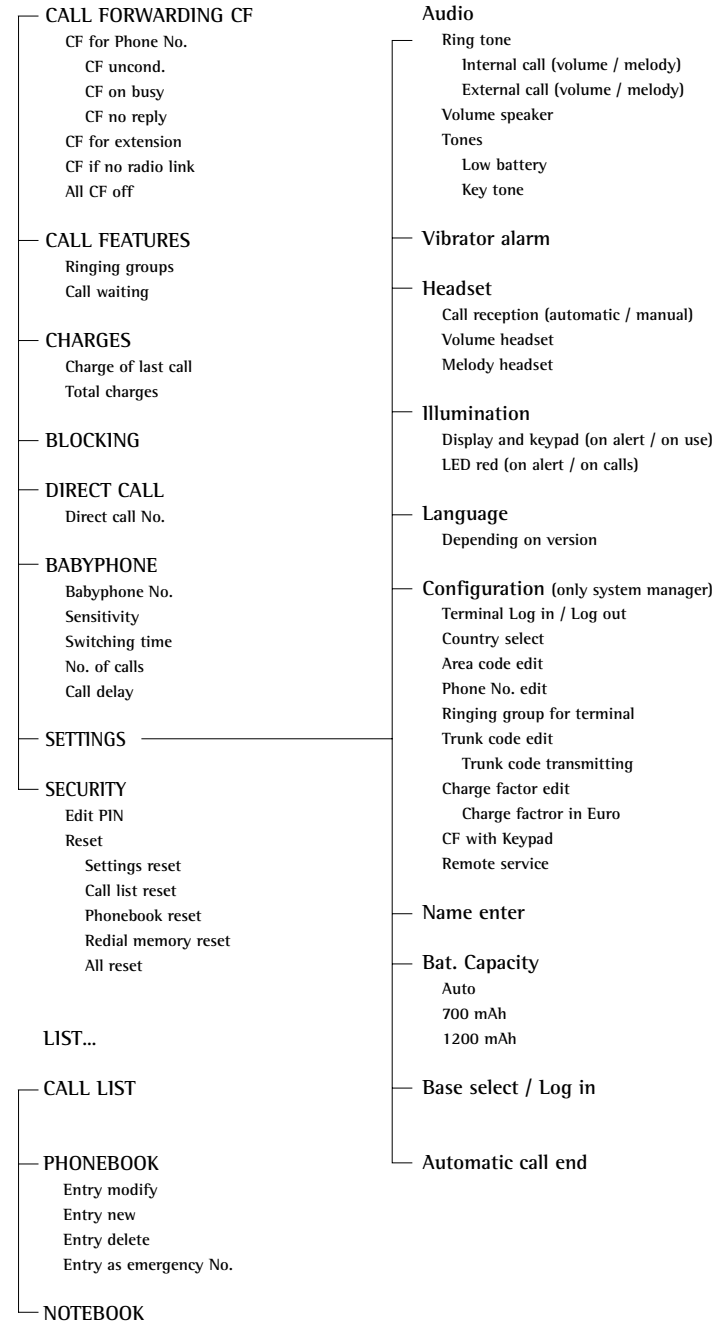 CALL FORWARDING CF
CF for Phone No.
CF uncond.
CF on busy
CF no reply
CF for extension
CF if no radio link
All CF off
CALL FEATURES
Ringing groups
Call waiting
CHARGES
Charge of last call
Total charges
BLOCKING
DIRECT CALL
Direct call No.
BABYPHONE
Babyphone No.
Sensitivity
Switching time
No. of calls
Call delay
SETTINGS
SECURITY
Edit PIN
Reset
Settings reset
Call list reset
Phonebook reset
Redial memory reset
All reset
LIST...
CALL LIST
PHONEBOOK
Entry modify
Entry new
Entry delete
Entry as emergency No.
NOTEBOOK
Audio
Ring tone
Internal call (volume / melody)
External call (volume / melody)
Volume speaker
Tones
Low battery
Key tone
Vibrator alarm
Headset
Call reception (automatic / manual)
Volume headset
Melody headset
Illumination
Display and keypad (on alert / on use)
LED red (on alert / on calls)
Language
Depending on version
Configuration (only system manager)
Terminal Log in / Log out
Country select
Area code edit
Phone No. edit
Ringing group for terminal
Trunk code edit
Trunk code transmitting
Charge factor edit
Charge factror in Euro
CF with Keypad
Remote service
Name enter
Bat. Capacity
Auto
700 mAh
1200 mAh
Base select / Log in
Automatic call end